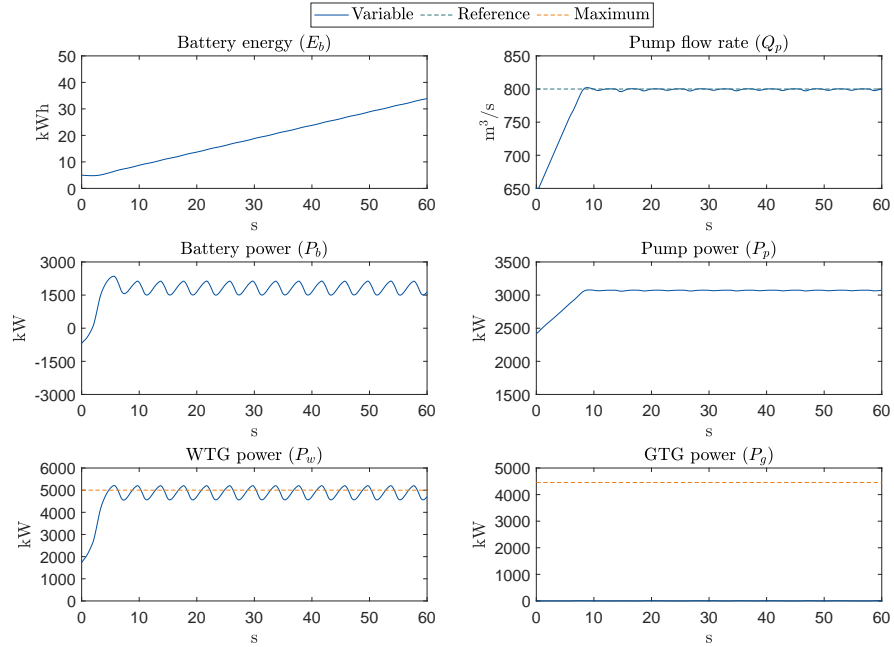 Variable Reference Maximum
Battery energy (E_b)
kWh
50
40
30
20
10
0
0 10 20 30 40 50 60
s
Pump flow rate (Q_p)
m³/s
850
800
750
700
650
0 10 20 30 40 50 60
s
Battery power (P_b)
kW
3000
1500
0
-1500
-3000
0 10 20 30 40 50 60
s
Pump power (P_p)
kW
3500
3000
2500
2000
1500
0 10 20 30 40 50 60
s
WTG power (P_w)
kW
6000
5000
4000
3000
2000
1000
0
0 10 20 30 40 50 60
s
GTG power (P_g)
kW
5000
4000
3000
2000
1000
0
0 10 20 30 40 50 60
s